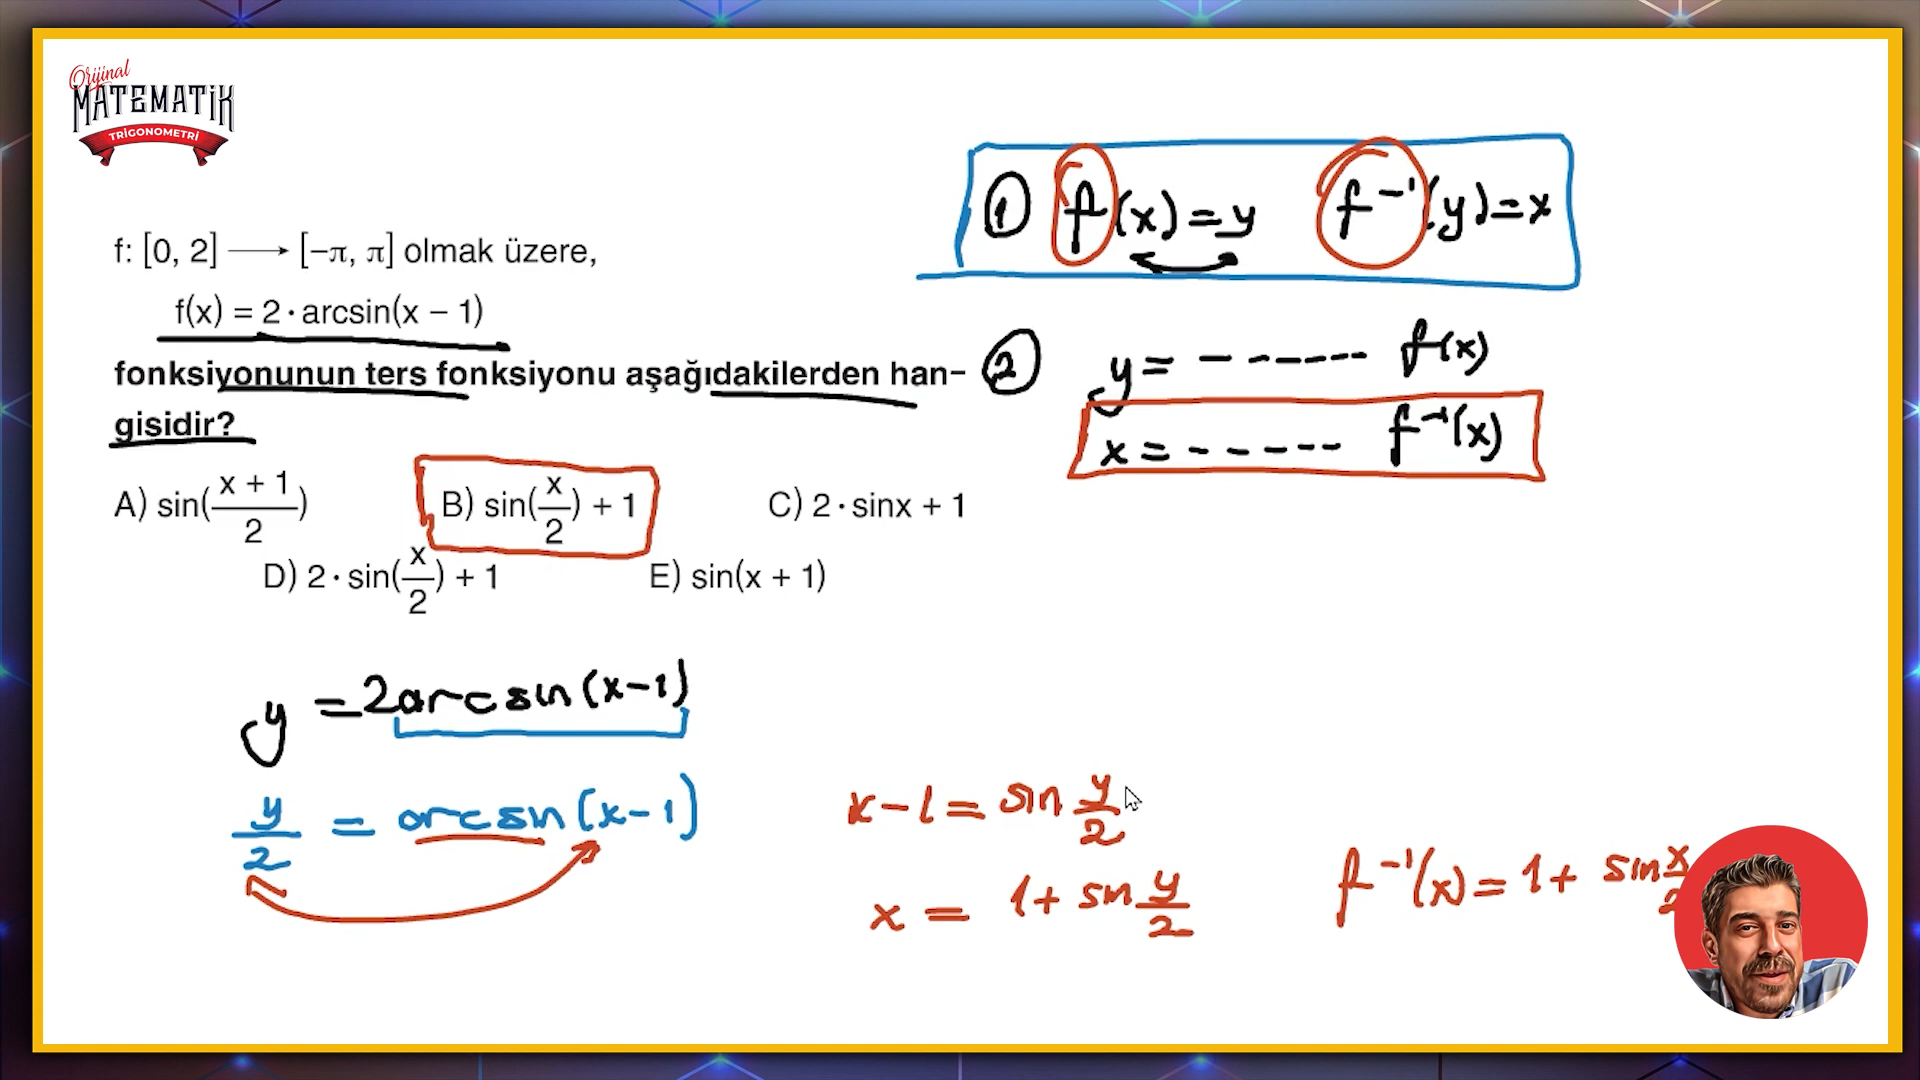 Orijinal
MATEMATİK
TRİGONOMETRİ
f: [0, 2] ⟶ [−π, π] olmak üzere,
f(x) = 2 · arcsin(x − 1)
fonksiyonunun ters fonksiyonu aşağıdakilerden han-
gisidir?
A) sin((x + 1)/2)
B) sin(x/2) + 1
C) 2 · sinx + 1
D) 2 · sin(x/2) + 1
E) sin(x + 1)
① f(x) = y f⁻¹(y) = x
② y = - - - - - - f(x)
x = - - - - - f⁻¹(x)
y = 2arcsin(x-1)
y/2 = arcsin(x-1)
x-1 = sin y/2
x = 1 + sin y/2
f⁻¹(x) = 1 + sin x/2